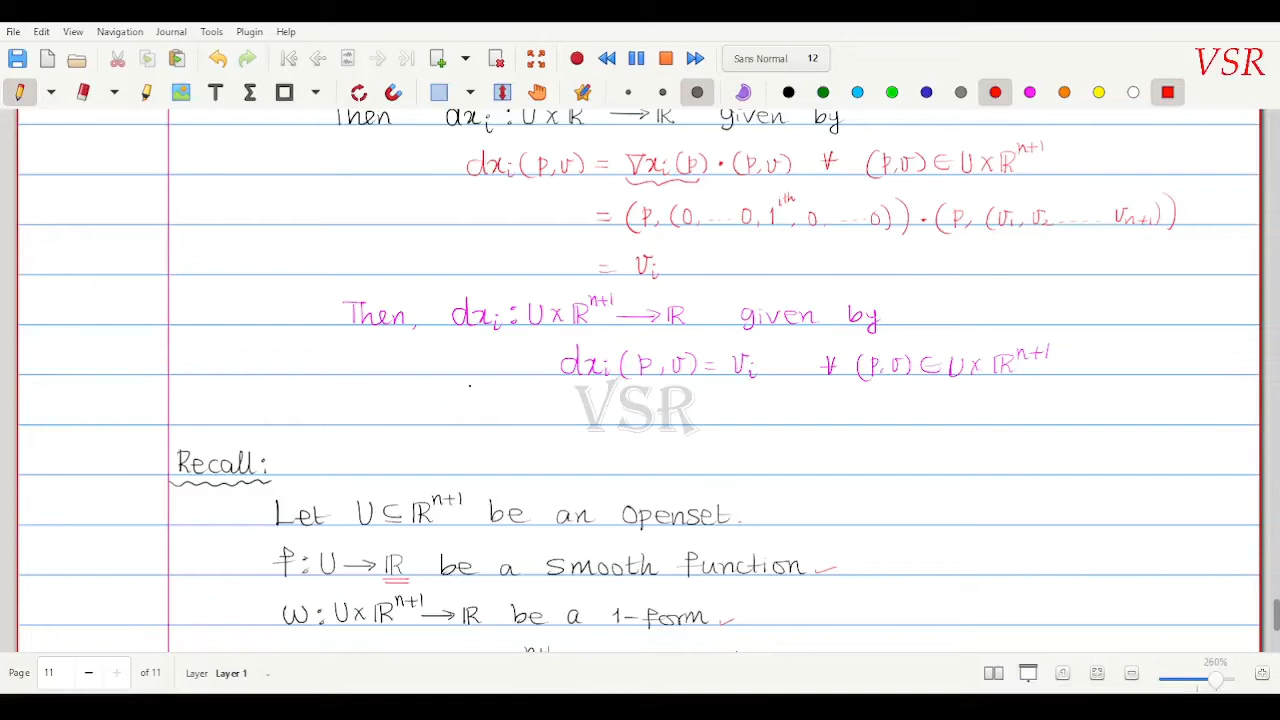 File Edit View Navigation Journal Tools Plugin Help
Sans Normal 12
VSR
Then dxᵢ : U x ℝ → ℝ given by
dxᵢ(p,v) = ∇xᵢ(p) · (p,v) ∀ (p,v) ∈ U x ℝⁿ⁺¹
= (p, (0, ... 0, 1ⁱᵗʰ, 0, ... 0)) · (p, (v₁, v₂ ..... vₙ₊₁))
= vᵢ
Then, dxᵢ : U x ℝⁿ⁺¹ → ℝ given by
dxᵢ(p,v) = vᵢ ∀ (p,v) ∈ U x ℝⁿ⁺¹
VSR
Recall:
Let U ⊆ ℝⁿ⁺¹ be an openset.
f : U → ℝ be a smooth function
ω : U x ℝⁿ⁺¹ → ℝ be a 1-form
Page 11 of 11 Layer Layer 1 260%